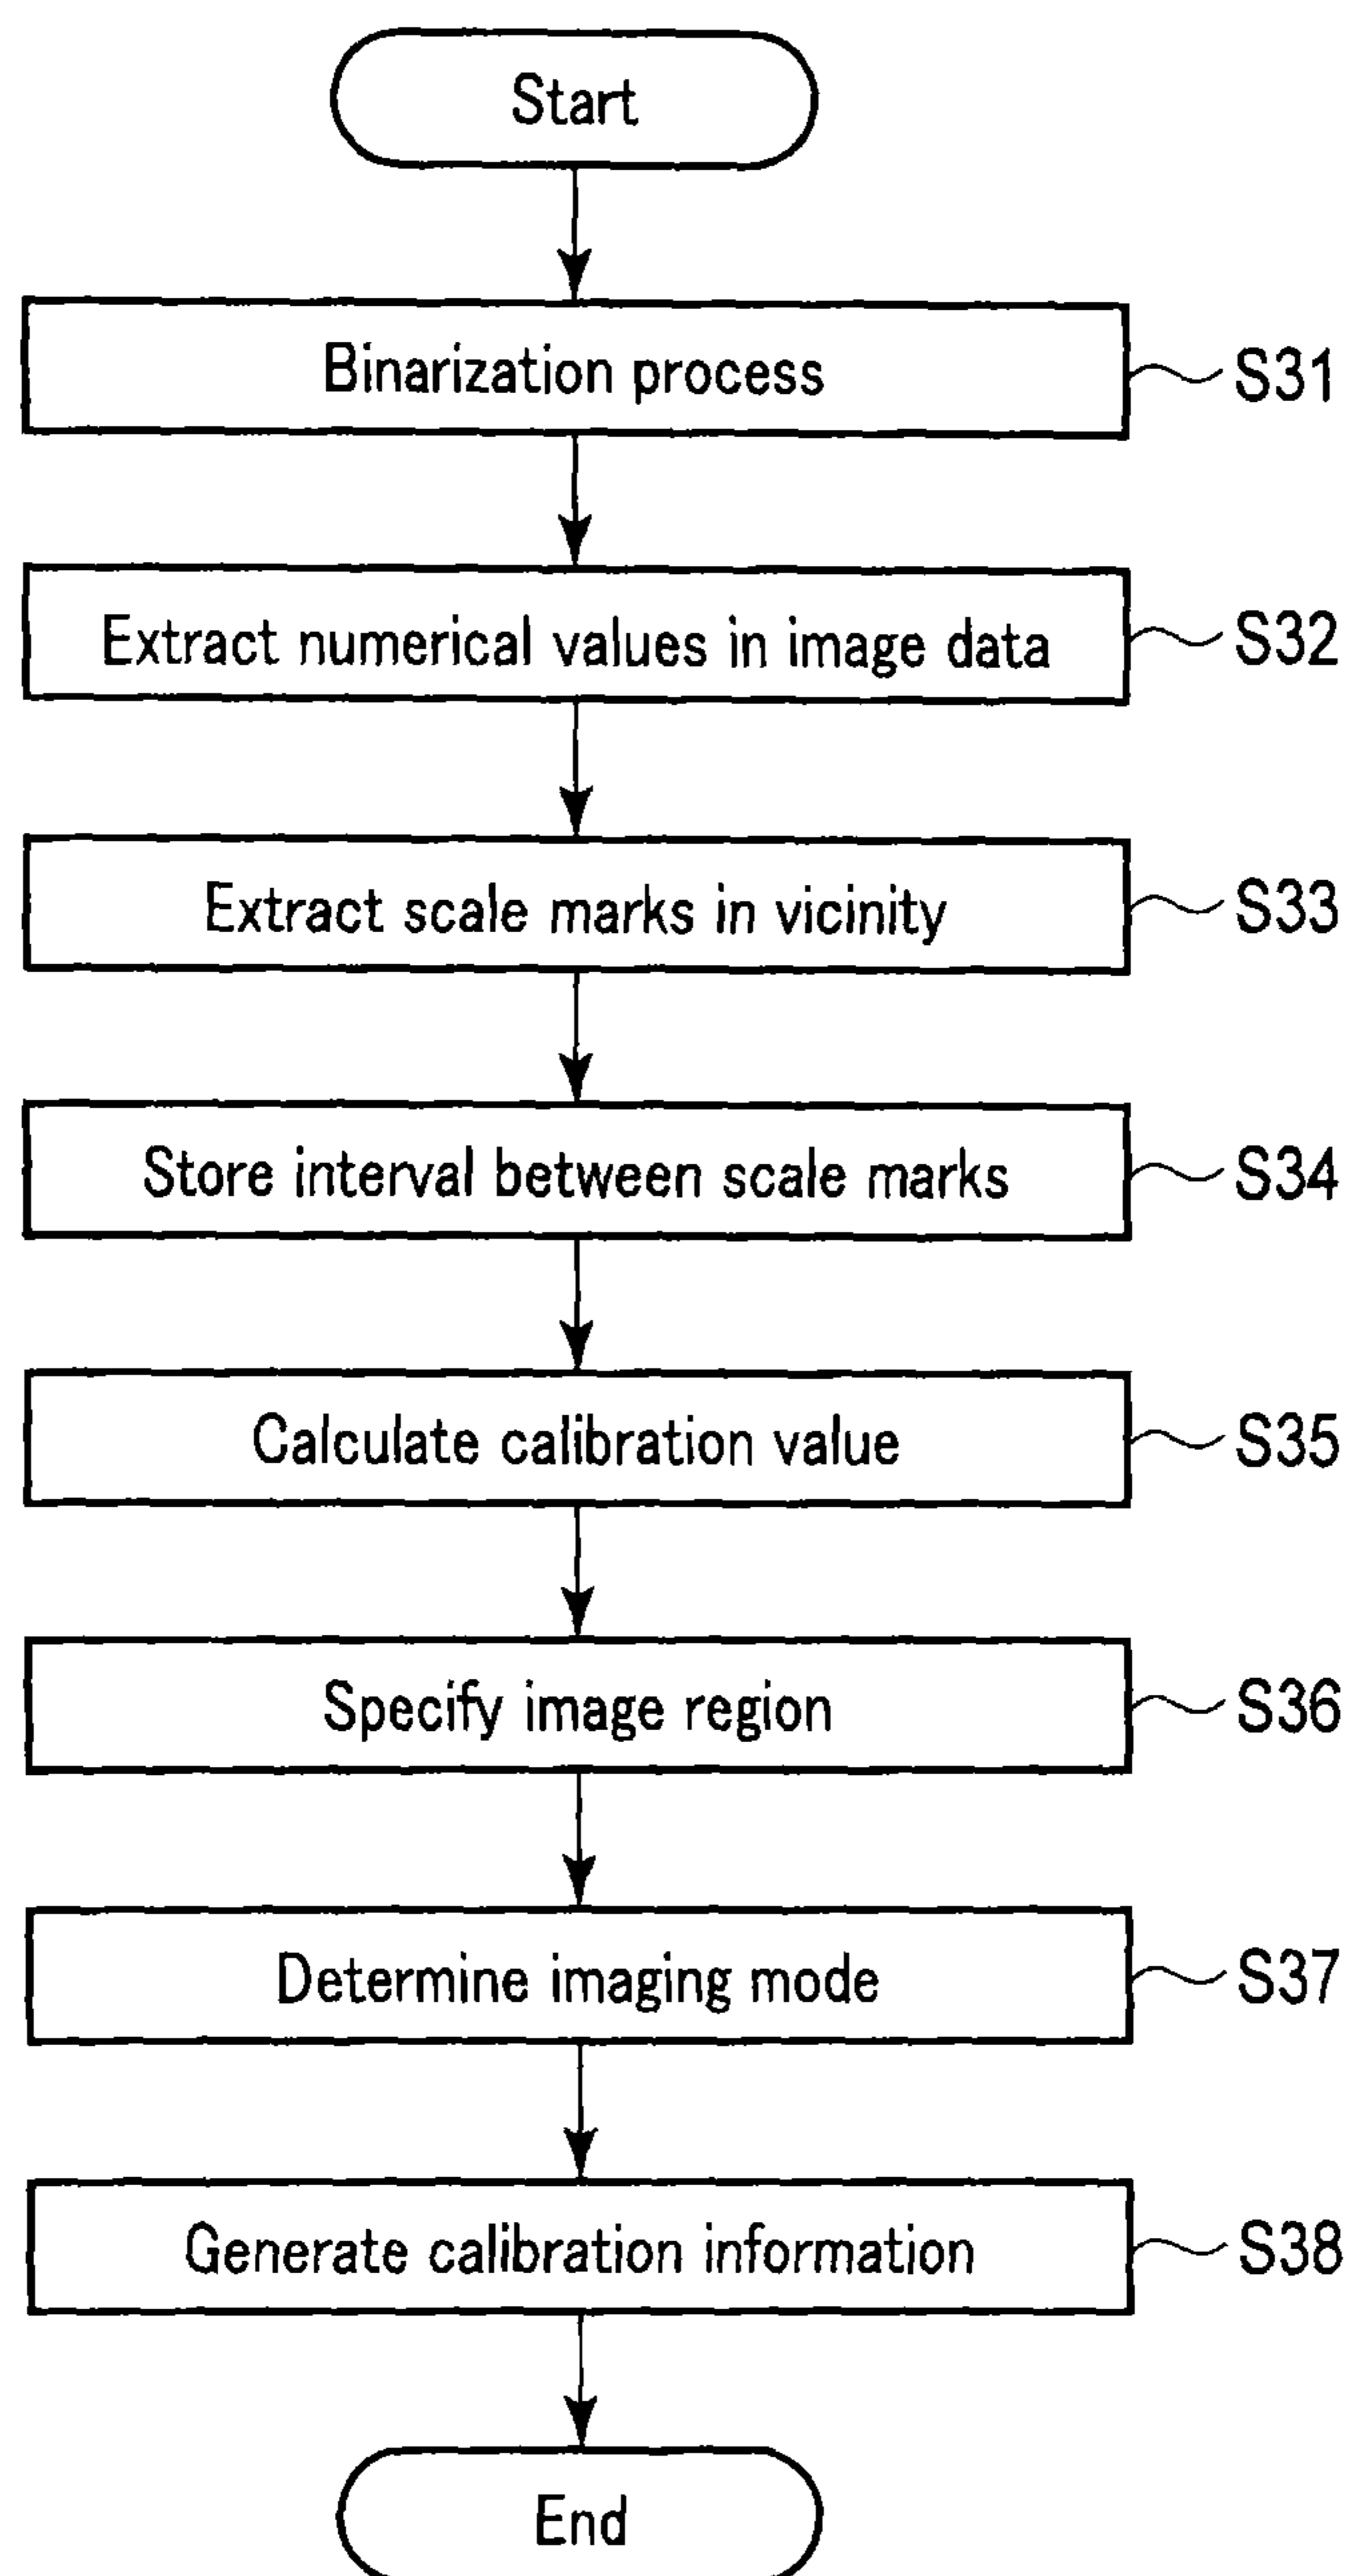 Start
Binarization process
S31
Extract numerical values in image data
S32
Extract scale marks in vicinity
S33
Store interval between scale marks
S34
Calculate calibration value
S35
Specify image region
S36
Determine imaging mode
S37
Generate calibration information
S38
End